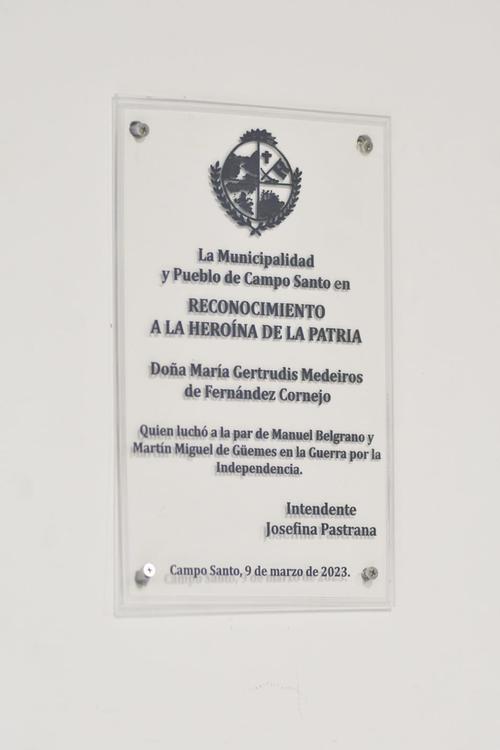 La Municipalidad
y Pueblo de Campo Santo en
RECONOCIMIENTO
A LA HEROÍNA DE LA PATRIA
Doña María Gertrudis Medeiros
de Fernández Cornejo
Quien luchó a la par de Manuel Belgrano y
Martín Miguel de Güemes en la Guerra por la
Independencia.
Intendente
Josefina Pastrana
Campo Santo, 9 de marzo de 2023.